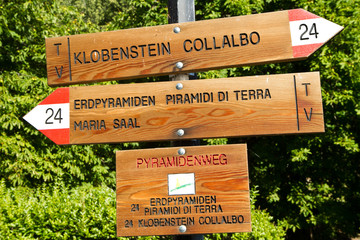 T V KLOBENSTEIN COLLALBO 24
24 ERDPYRAMIDEN PIRAMIDI DI TERRA T V
MARIA SAAL
PYRAMIDENWEG
24 ERDPYRAMIDEN
PIRAMIDI DI TERRA
24 KLOBENSTEIN COLLALBO